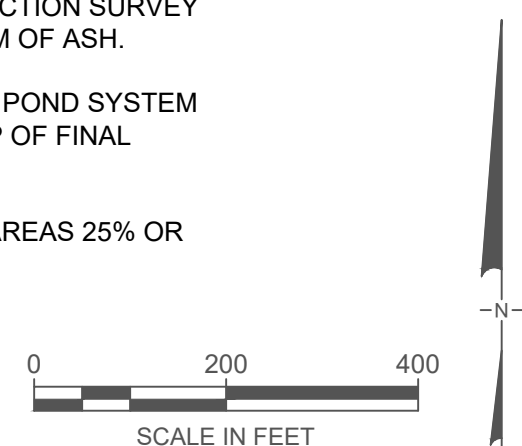 CTION SURVEY
M OF ASH.
POND SYSTEM
P OF FINAL
AREAS 25% OR
0 200 400
SCALE IN FEET
N